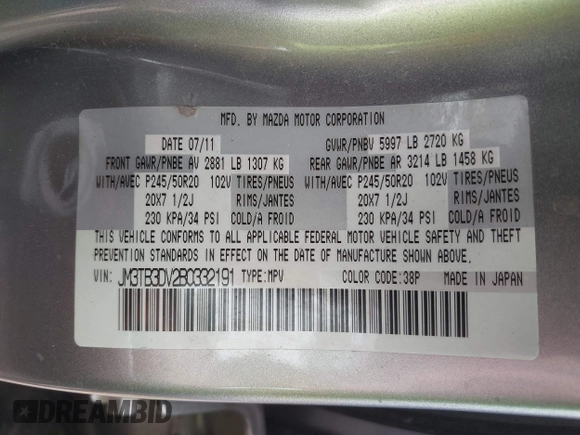 MFD. BY MAZDA MOTOR CORPORATION
DATE 07/11 GVWR/PNBV 5997 LB 2720 KG
FRONT GAWR/PNBE AV 2881 LB 1307 KG REAR GAWR/PNBE AR 3214 LB 1458 KG
WITH/AVEC P245/50R20 102V TIRES/PNEUS WITH/AVEC P245/50R20 102V TIRES/PNEUS
20X7 1/2J RIMS/JANTES 20X7 1/2J RIMS/JANTES
230 KPA/34 PSI COLD/A FROID 230 KPA/34 PSI COLD/A FROID
THIS VEHICLE CONFORMS TO ALL APPLICABLE FEDERAL MOTOR VEHICLE SAFETY AND THEFT
PREVENTION STANDARDS IN EFFECT ON THE DATE OF MANUFACTURE SHOWN ABOVE.
VIN: JM3TB3DV2B0332191 TYPE:MPV COLOR CODE:38P MADE IN JAPAN
DREAMBID